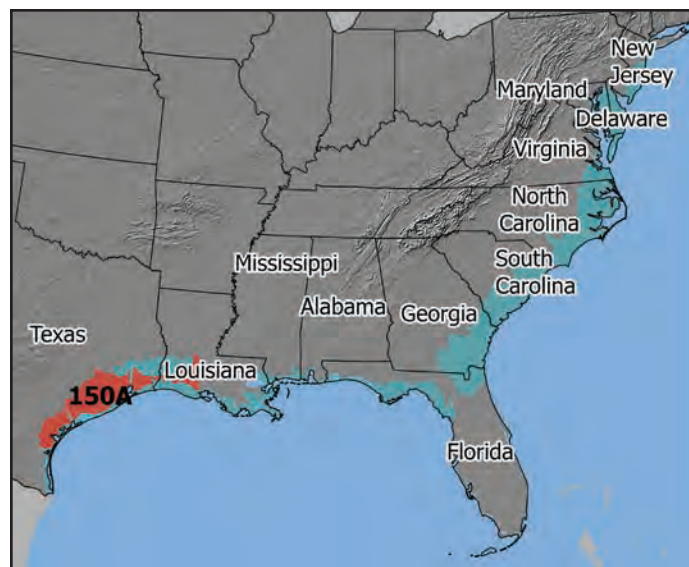 New
Jersey
Maryland
Delaware
Virginia
North
Carolina
South
Carolina
Mississippi
Alabama
Georgia
Texas
Louisiana
150A
Florida